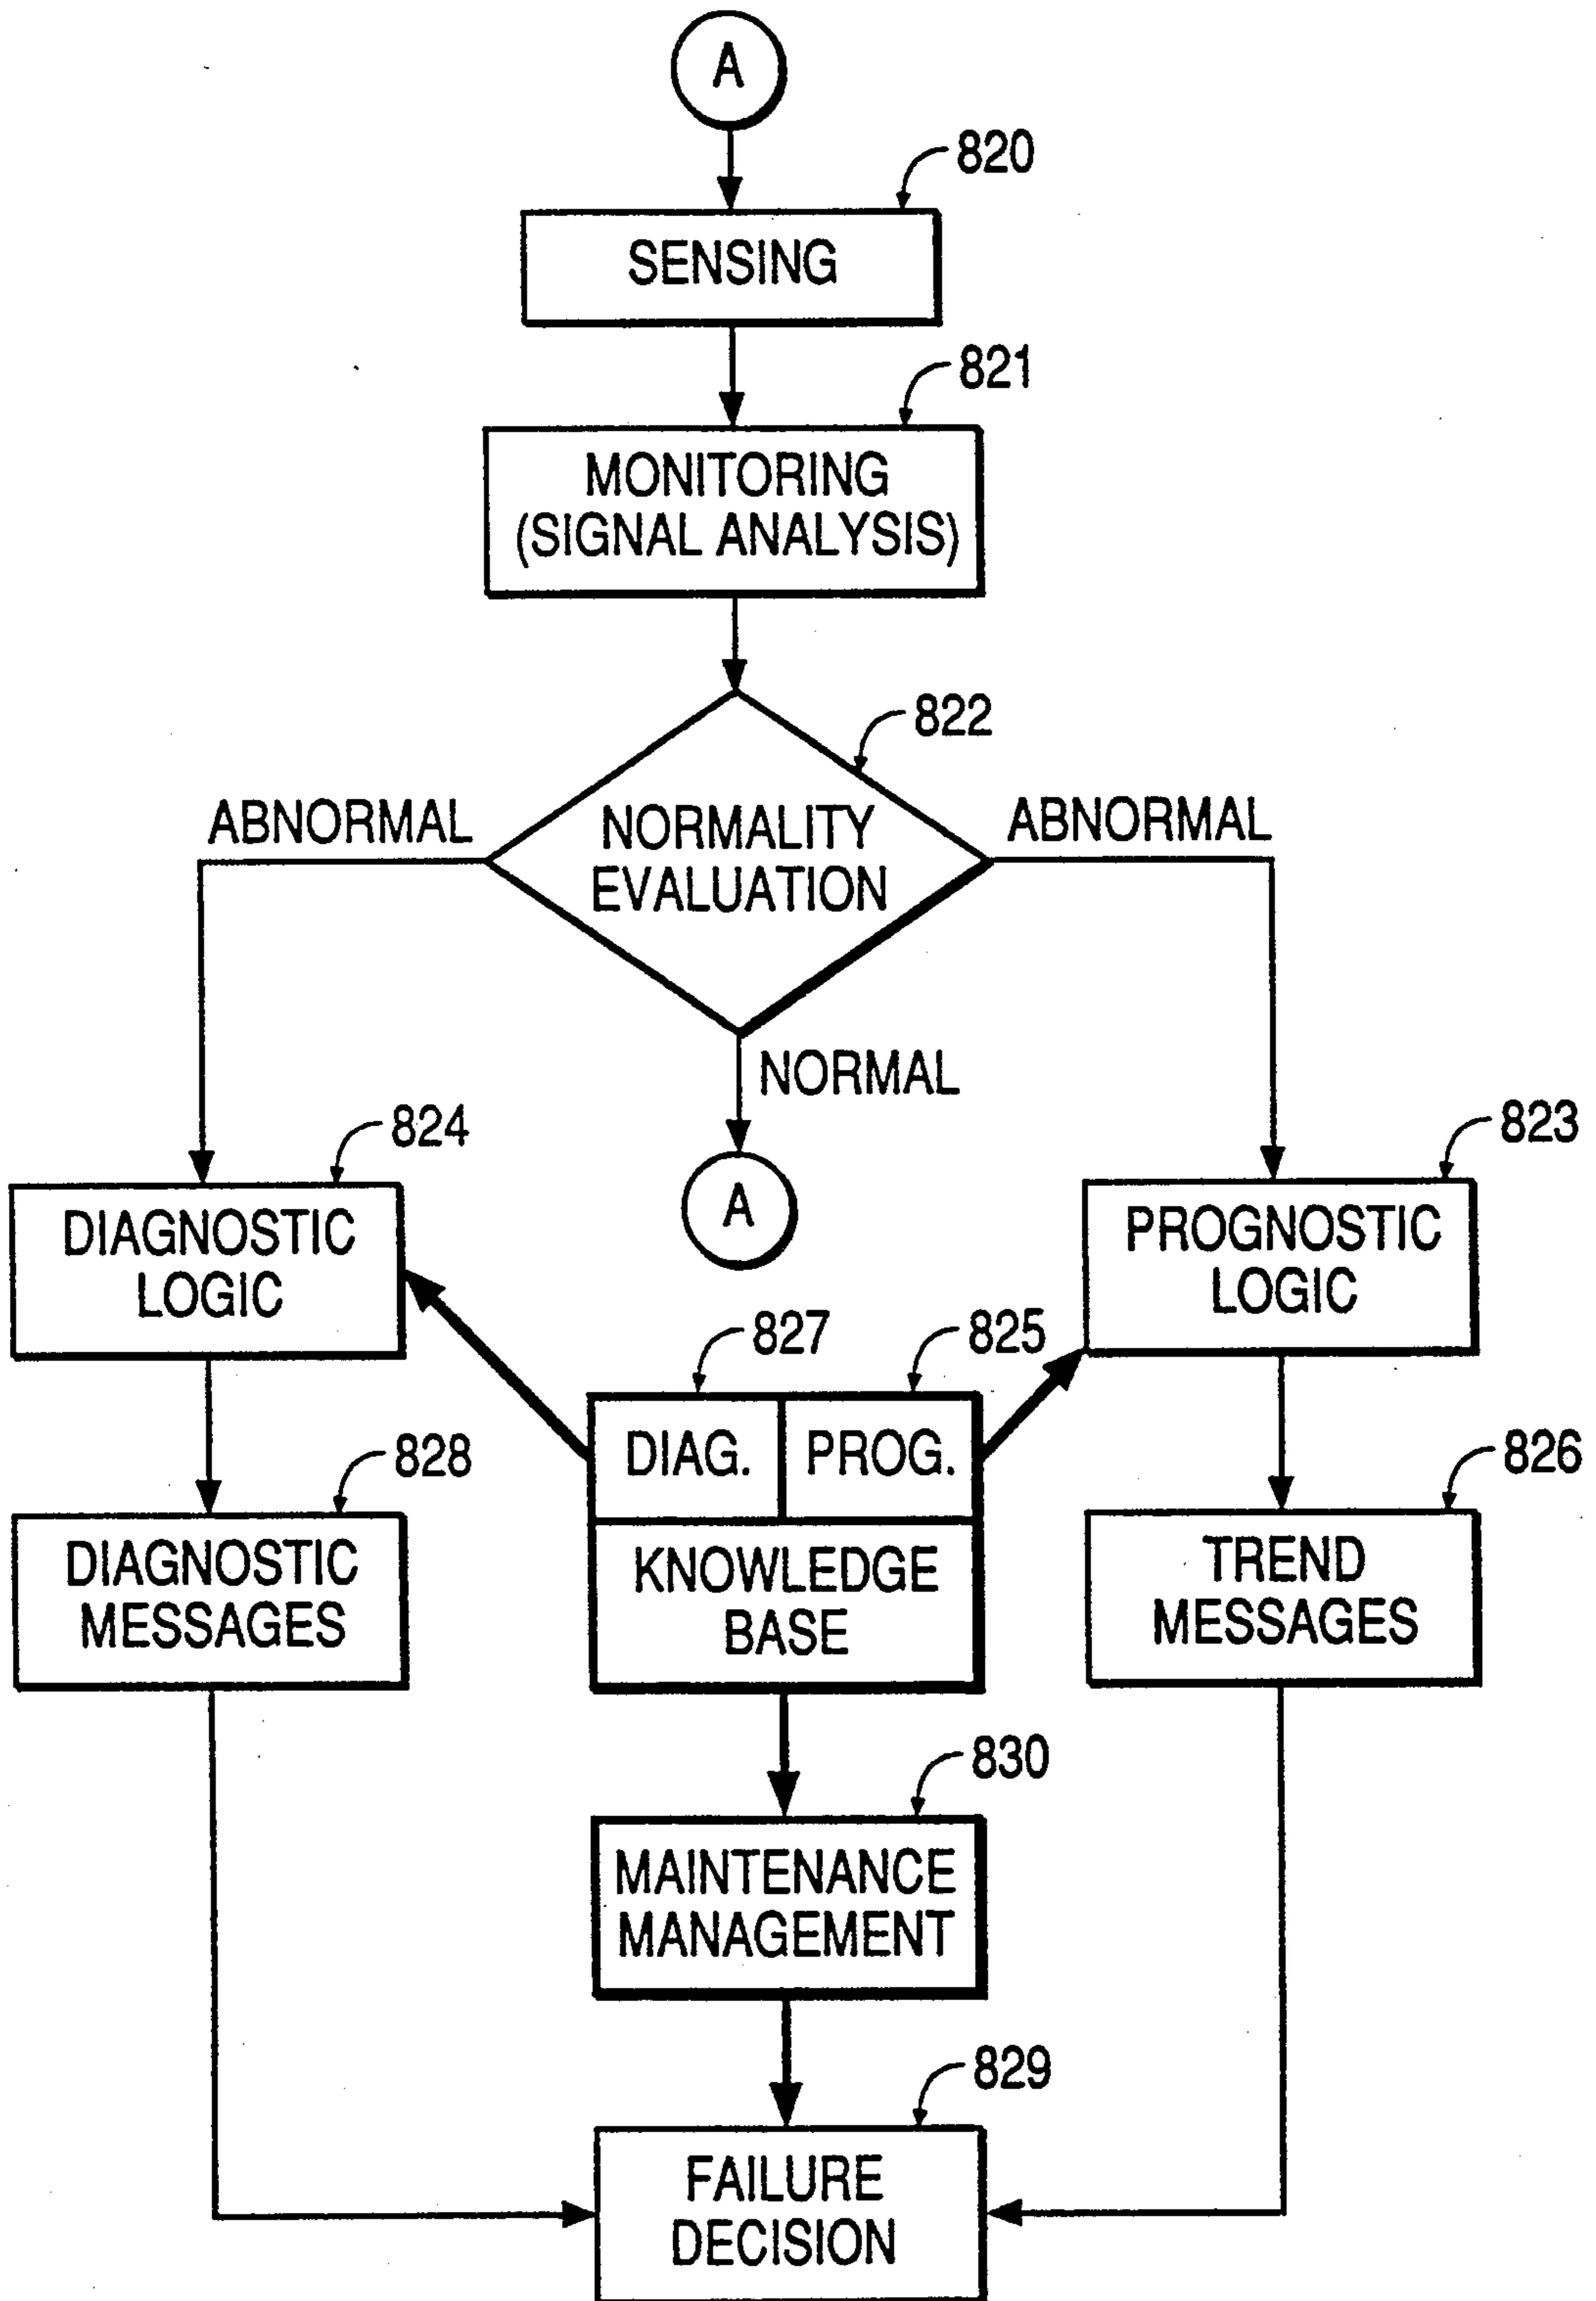 A
820
SENSING
821
MONITORING
(SIGNAL ANALYSIS)
822
ABNORMAL
NORMALITY
EVALUATION
ABNORMAL
NORMAL
A
824
DIAGNOSTIC
LOGIC
823
PROGNOSTIC
LOGIC
827
825
DIAG.
PROG.
KNOWLEDGE
BASE
828
DIAGNOSTIC
MESSAGES
826
TREND
MESSAGES
830
MAINTENANCE
MANAGEMENT
829
FAILURE
DECISION